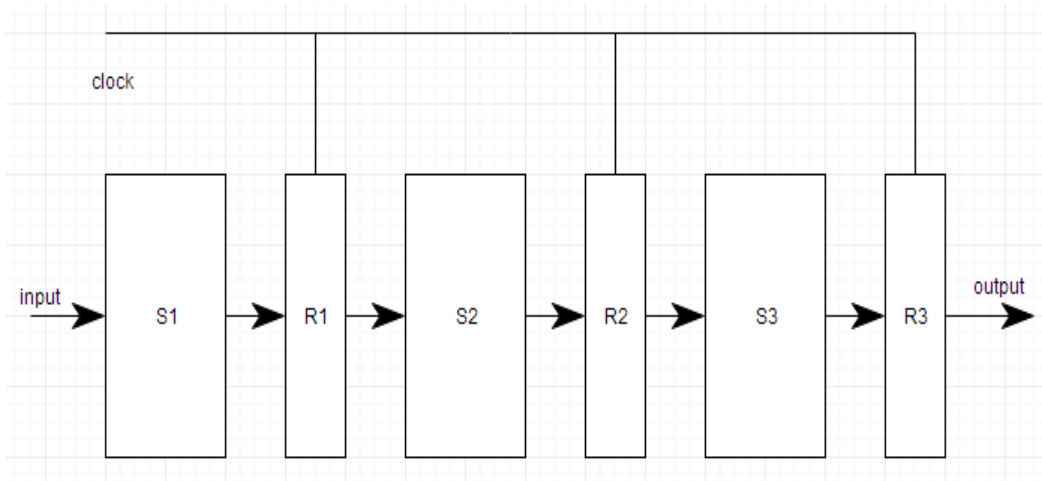 clock
input
S1
R1
S2
R2
S3
R3
output